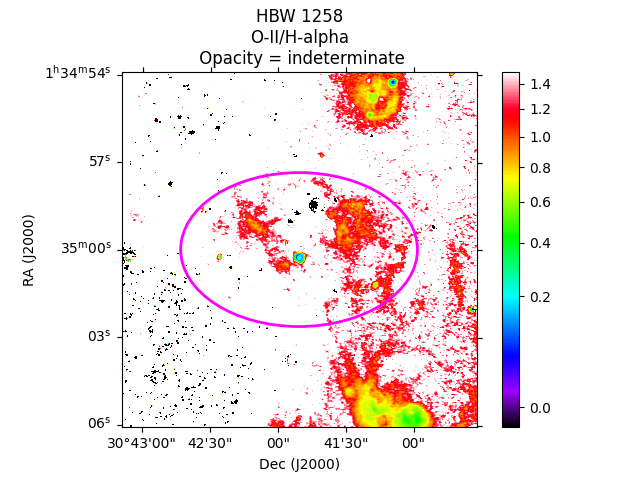 HBW 1258
O-II/H-alpha
Opacity = indeterminate
1h34m54s
57s
35m00s
03s
06s
RA (J2000)
30°43'00" 42'30" 00" 41'30" 00"
Dec (J2000)
1.4
1.2
1.0
0.8
0.6
0.4
0.2
0.0